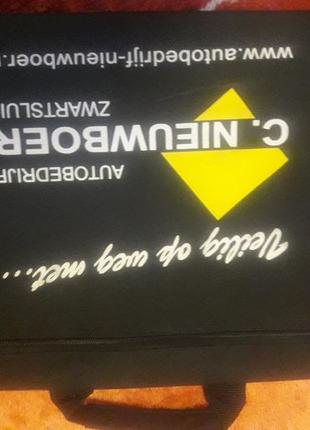 Veilig op weg met...
AUTOBEDRIJF
C. NIEUWBOER
ZWARTSLUI
www.autobedrijf-nieuwboer.